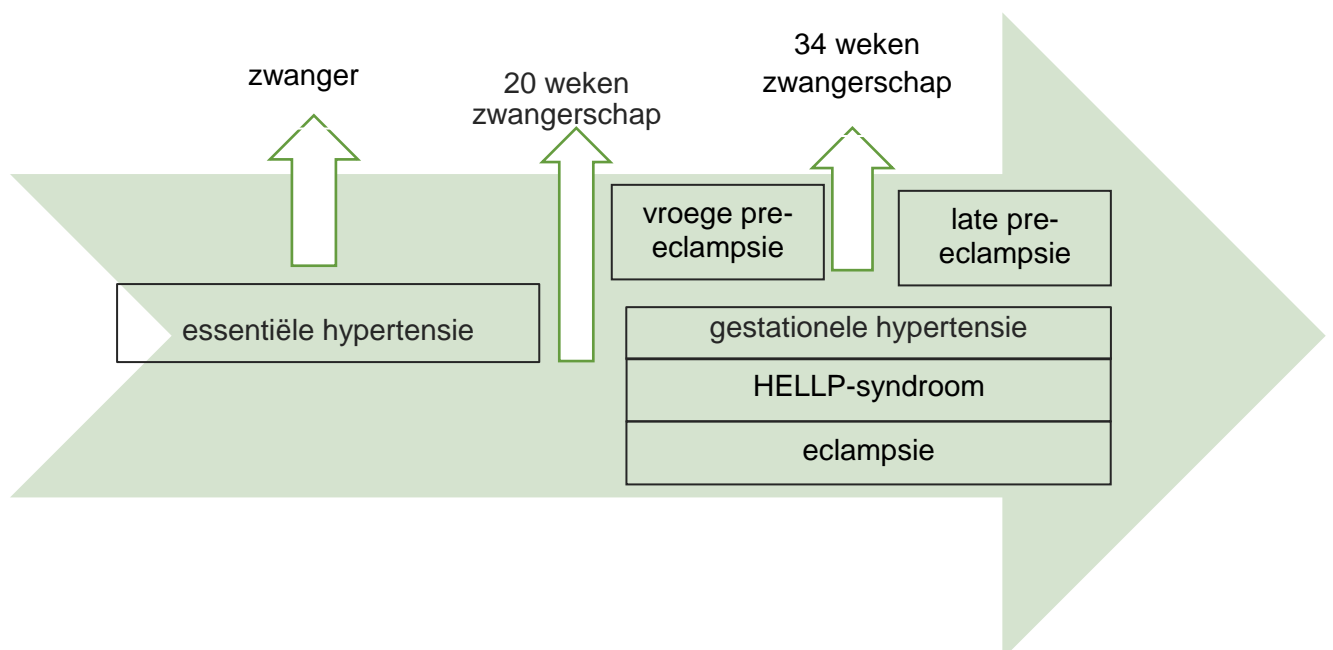 zwanger
20 weken
zwangerschap
34 weken
zwangerschap
vroege pre-
eclampsie
late pre-
eclampsie
essentiële hypertensie
gestationele hypertensie
HELLP-syndroom
eclampsie